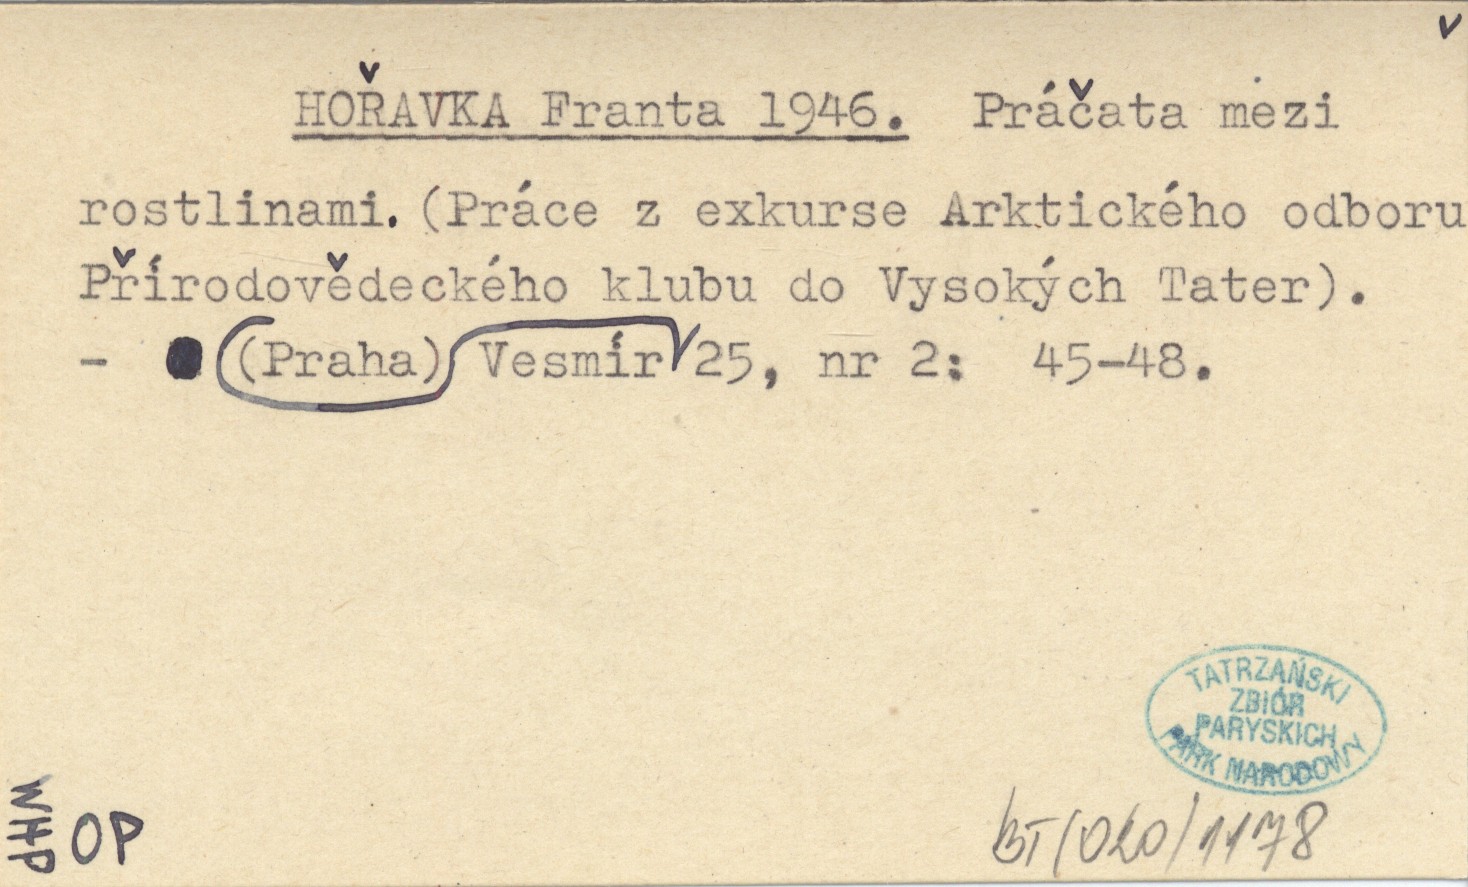 v
HOŘAVKA Franta 1946. Práčata mezi
rostlinami. (Práce z exkurse Arktického odboru
Přírodovědeckého klubu do Vysokých Tater).
- (Praha) Vesmír 25, nr 2: 45-48.
TATRZAŃSKI
ZBIÓR
PARYSKICH
PARK NARODOWY
WHP
OP
BT/020/1178